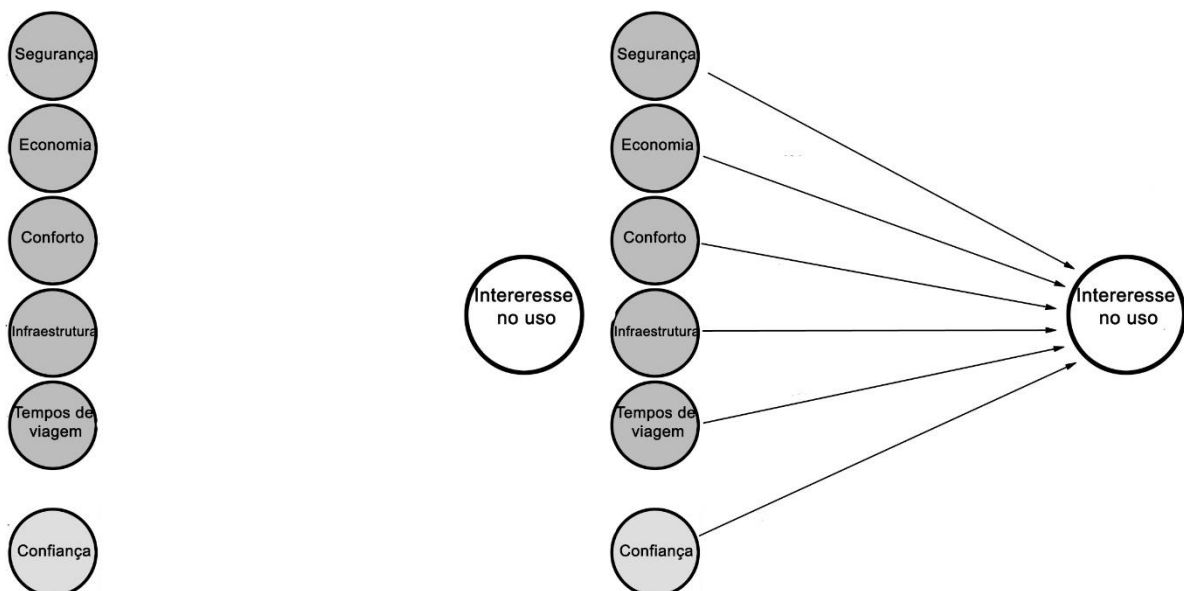 Segurança
Economia
Conforto
Infraestrutura
Tempos de
viagem
Confiança
Intereresse
no uso
Segurança
Economia
Conforto
Infraestrutura
Tempos de
viagem
Confiança
Intereresse
no uso